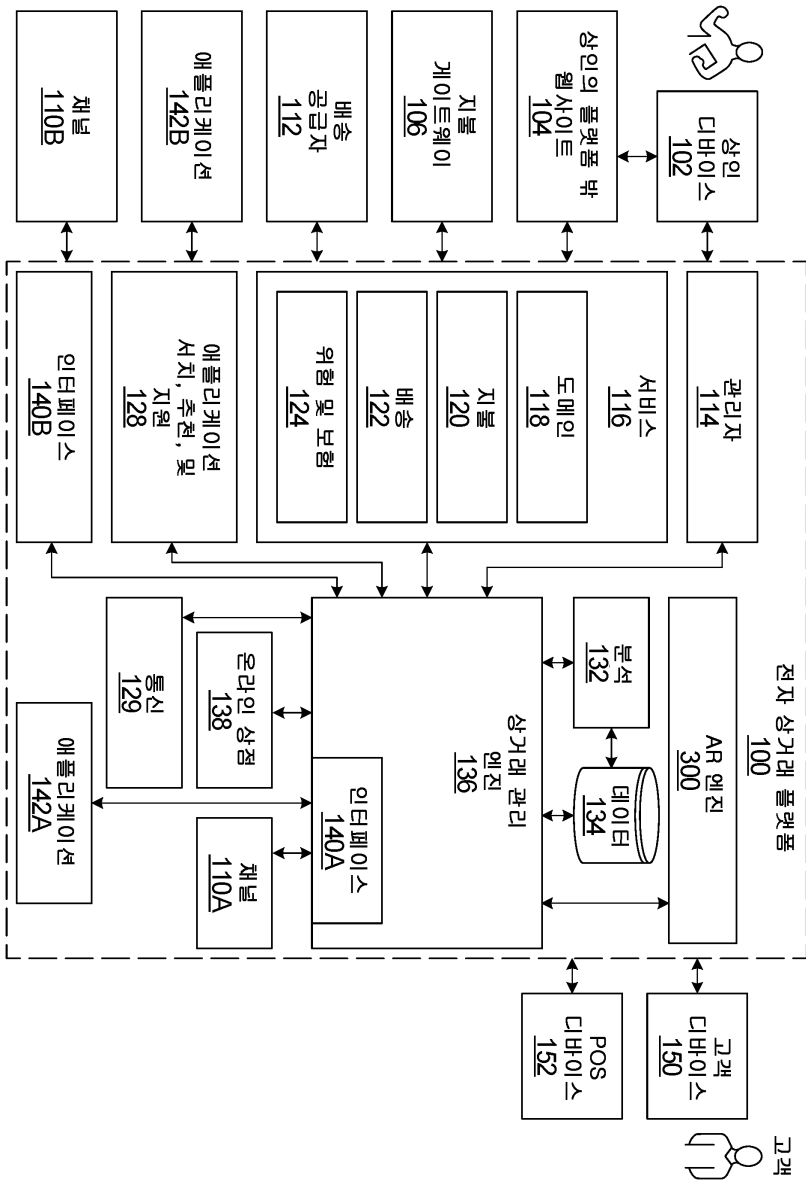 고객
전자 상거래 플랫폼
100
상인
디바이스
102
관리자
114
AR 엔진
300
고객
디바이스
150
상인의 플랫폼 밖
웹사이트
104
서비스
116
도메인
118
지불
120
배송
122
위험 및 보험
124
분석
132
데이터
134
POS
디바이스
152
지불
게이트웨이
106
상거래 관리
엔진
136
인터페이스
140A
배송
공급자
112
애플리케이션
142B
애플리케이션
서치, 추천, 및
지원
128
온라인 상점
138
채널
110A
통신
129
채널
110B
인터페이스
140B
애플리케이션
142A